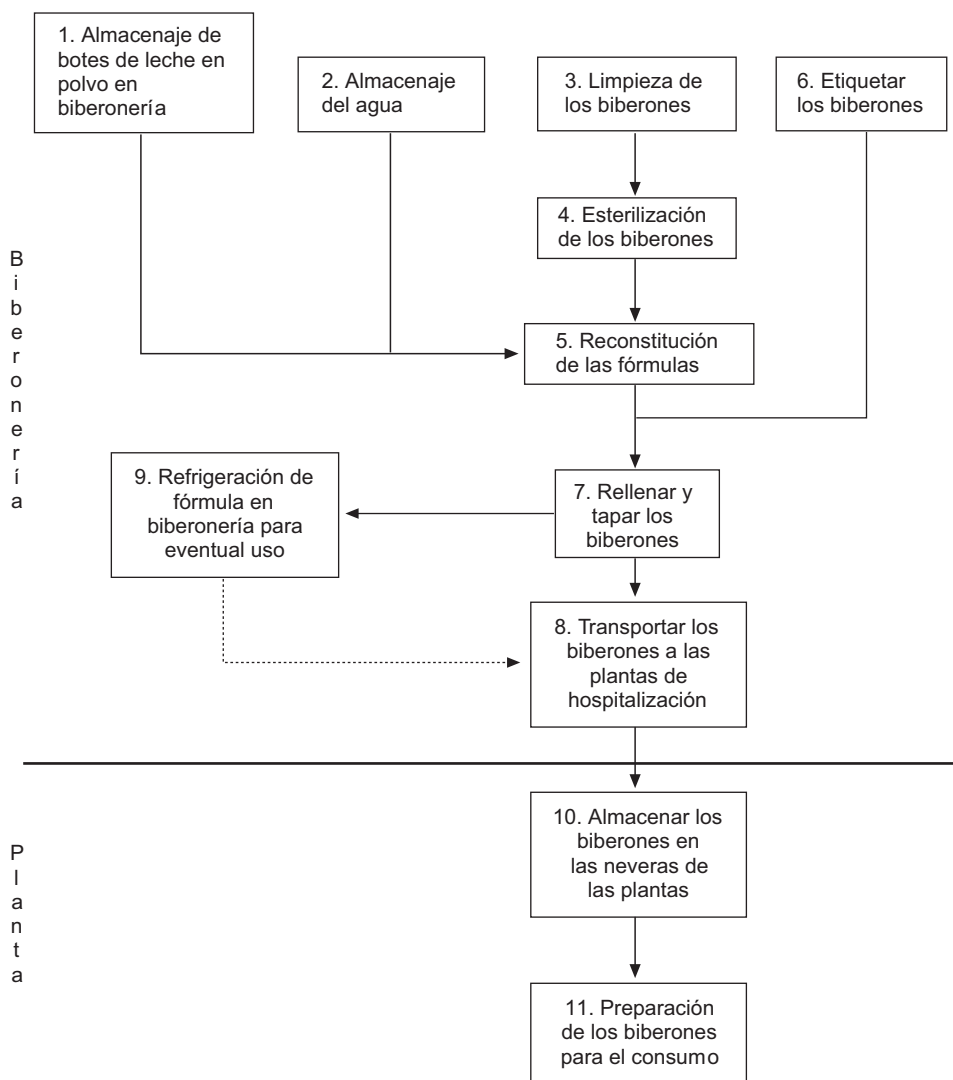 1. Almacenaje de
botes de leche en
polvo en
biberonería
2. Almacenaje
del agua
3. Limpieza de
los biberones
6. Etiquetar
los biberones
4. Esterilización
de los biberones
5. Reconstitución
de las fórmulas
Biberonería
9. Refrigeración de
fórmula en
biberonería para
eventual uso
7. Rellenar y
tapar los
biberones
8. Transportar los
biberones a las
plantas de
hospitalización
10. Almacenar los
biberones en
las neveras de
las plantas
Planta
11. Preparación
de los biberones
para el consumo